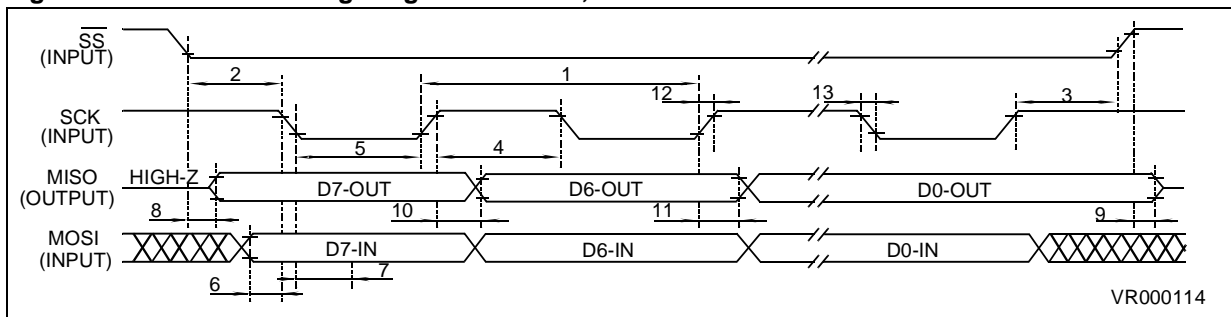 SS
(INPUT)
2
1
12
13
3
SCK
(INPUT)
5
4
MISO
(OUTPUT)
HIGH-Z
D7-OUT
D6-OUT
D0-OUT
8
10
11
9
MOSI
(INPUT)
D7-IN
D6-IN
D0-IN
6
7
VR000114